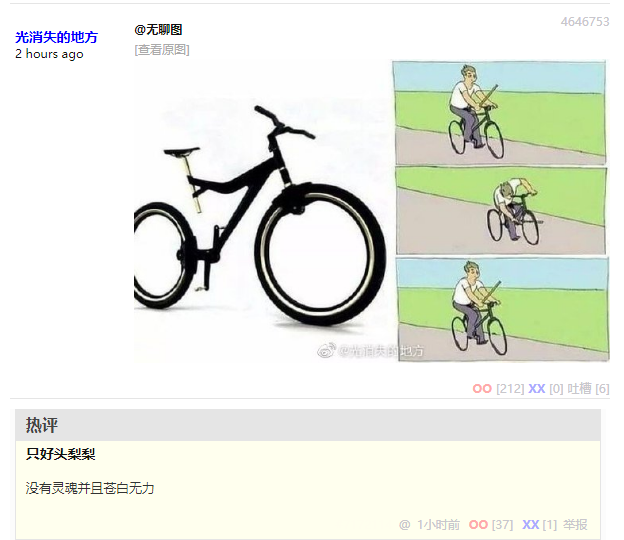 光消失的地方
2 hours ago
@无聊图
4646753
[查看原图]
@光消失的地方
OO [212] XX [0] 吐槽 [6]
热评
只好头梨梨
没有灵魂并且苍白无力
@ 1小时前 OO [37] XX [1] 举报